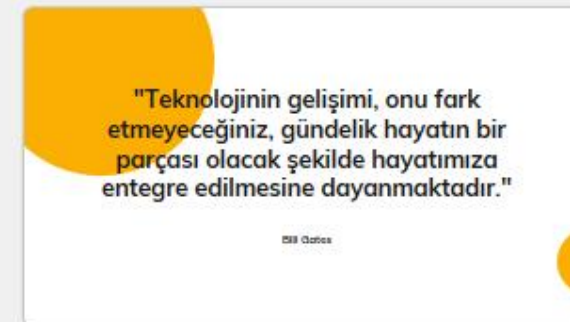 "Teknolojinin gelişimi, onu fark
etmeyeceğiniz, gündelik hayatın bir
parçası olacak şekilde hayatımıza
entegre edilmesine dayanmaktadır."
Bill Gates